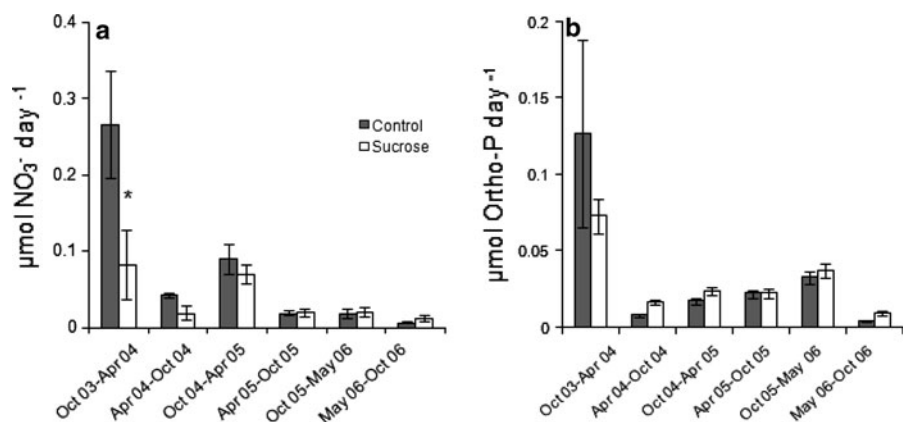 a
µmol NO₃⁻ day ⁻¹
0.4
0.3
0.2
0.1
0
*
Control
Sucrose
Oct 03-Apr 04
Apr 04-Oct 04
Oct 04-Apr 05
Apr 05-Oct 05
Oct 05-May 06
May 06-Oct 06
b
µmol Ortho-P day ⁻¹
0.2
0.15
0.1
0.05
0
Oct 03-Apr 04
Apr 04-Oct 04
Oct 04-Apr 05
Apr 05-Oct 05
Oct 05-May 06
May 06-Oct 06